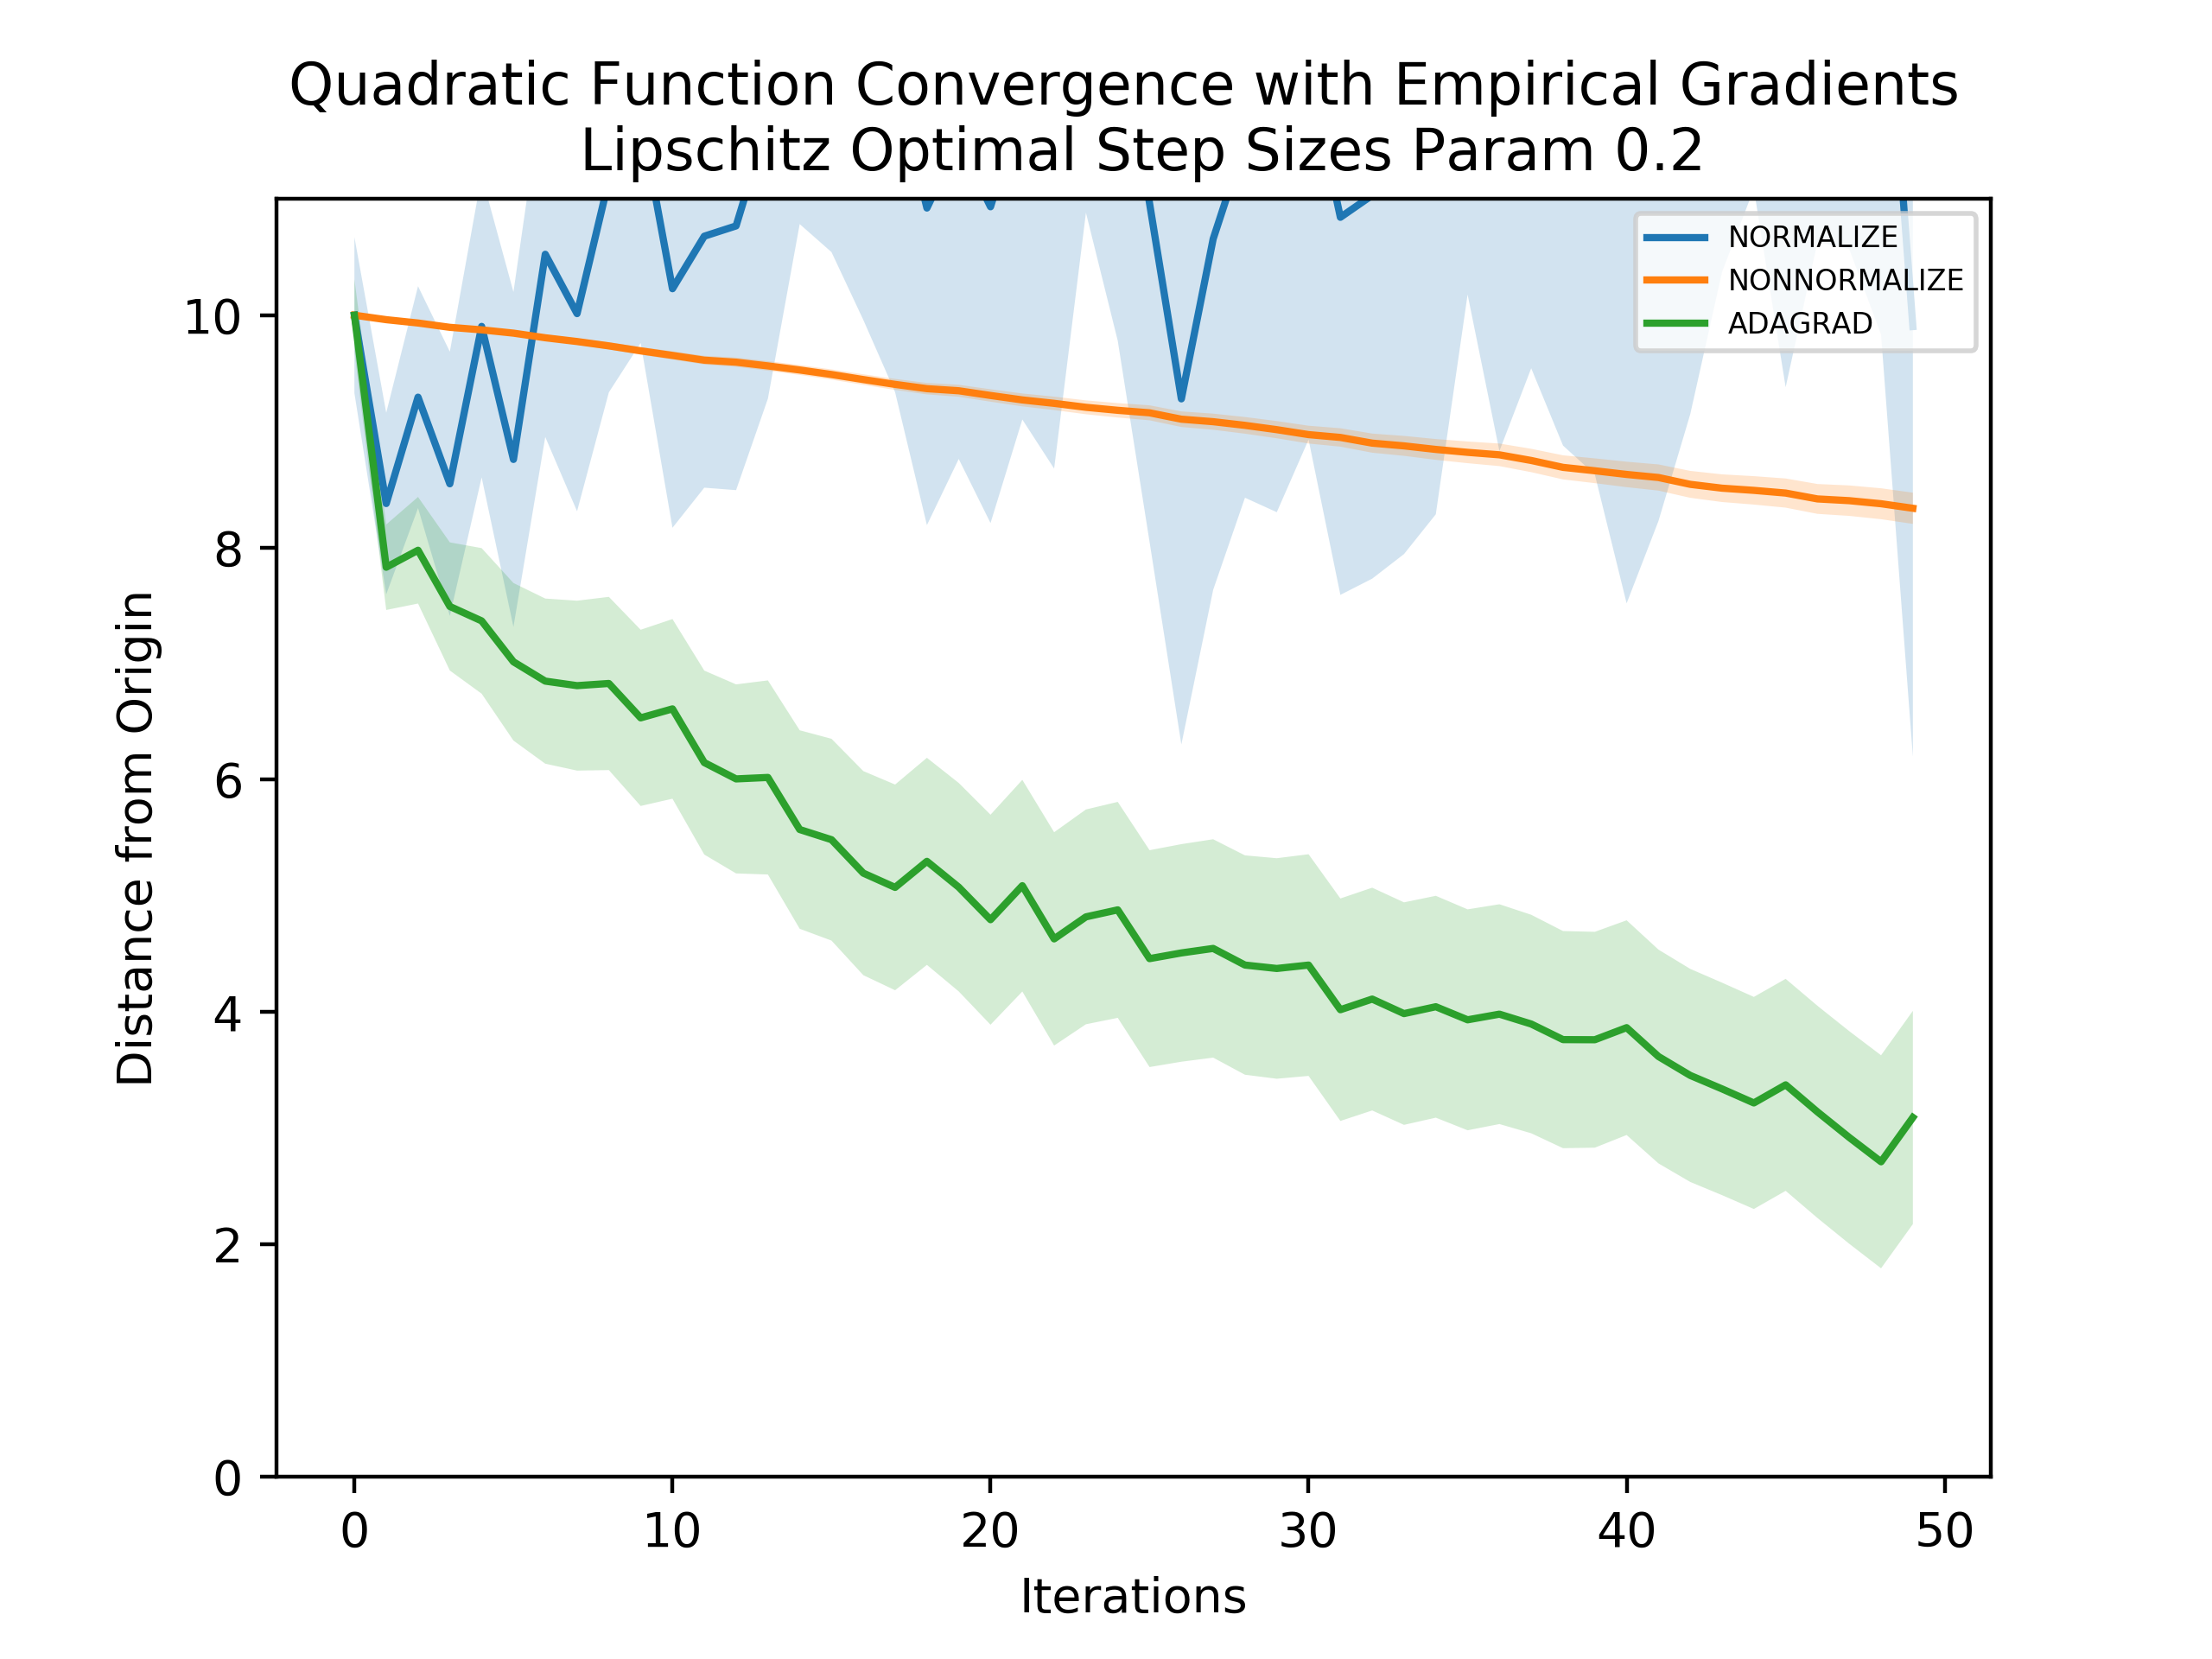 Quadratic Function Convergence with Empirical Gradients
Lipschitz Optimal Step Sizes Param 0.2
NORMALIZE
NONNORMALIZE
ADAGRAD
10
8
6
4
2
0
Distance from Origin
0 10 20 30 40 50
Iterations